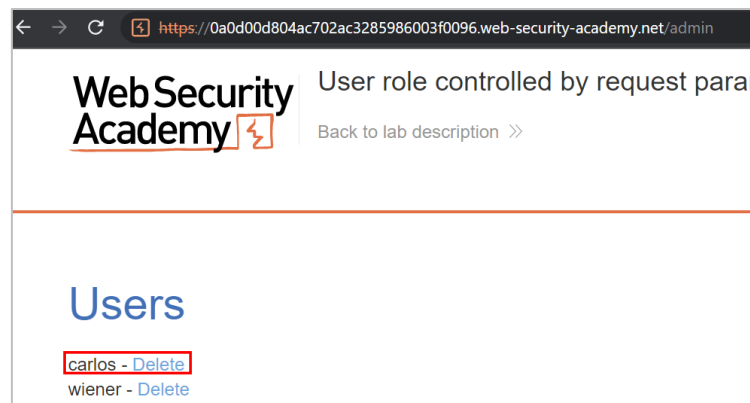 https://0a0d00d804ac702ac3285986003f0096.web-security-academy.net/admin
Web Security
Academy
User role controlled by request para
Back to lab description
Users
carlos - Delete
wiener - Delete